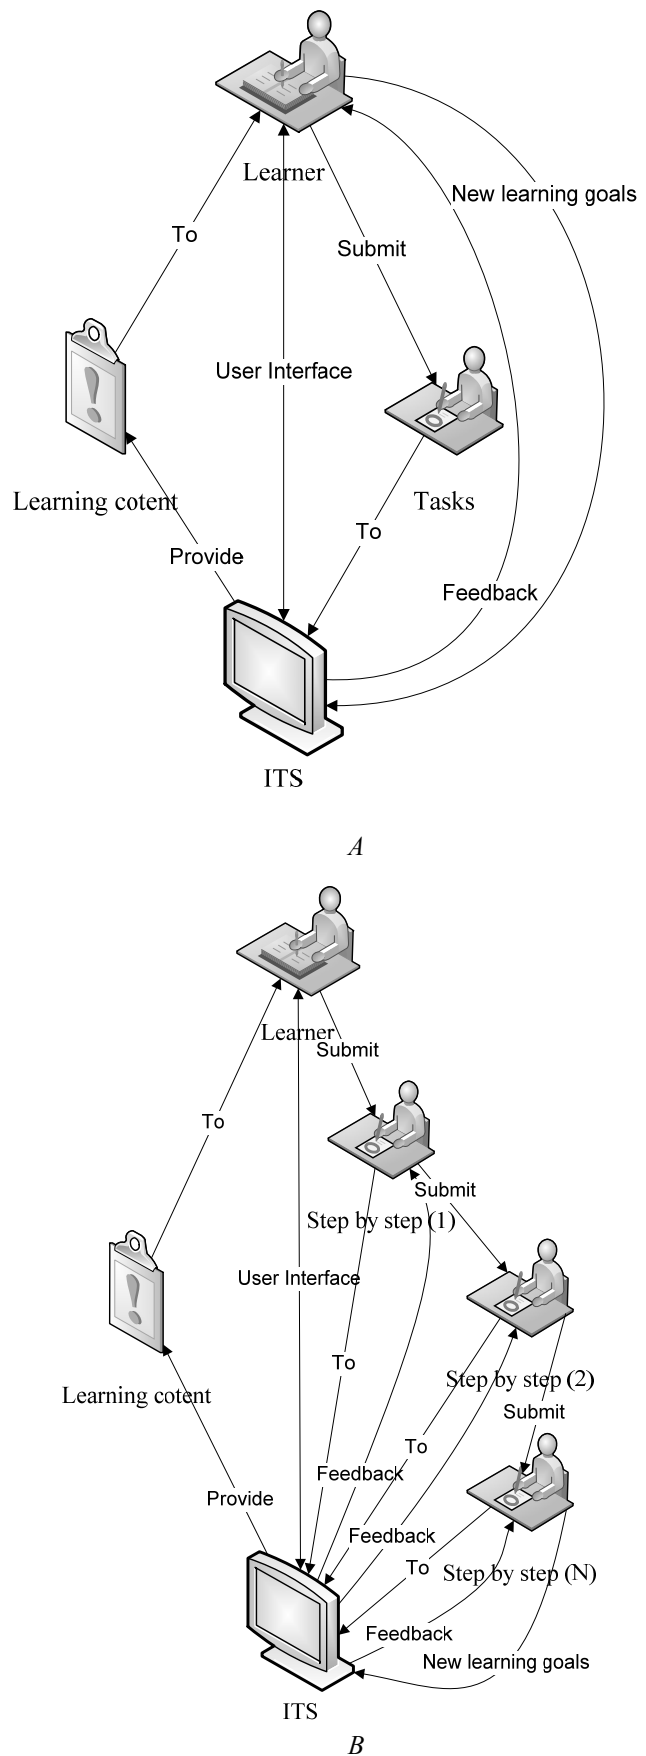 Learner
New learning goals
To
Submit
User Interface
Learning cotent
Tasks
To
Provide
Feedback
ITS
A
Learner
Submit
To
Submit
Step by step (1)
User Interface
To
Step by step (2)
Learning cotent
Submit
To
Feedback
Provide
Feedback
To
Step by step (N)
Feedback
New learning goals
ITS
B